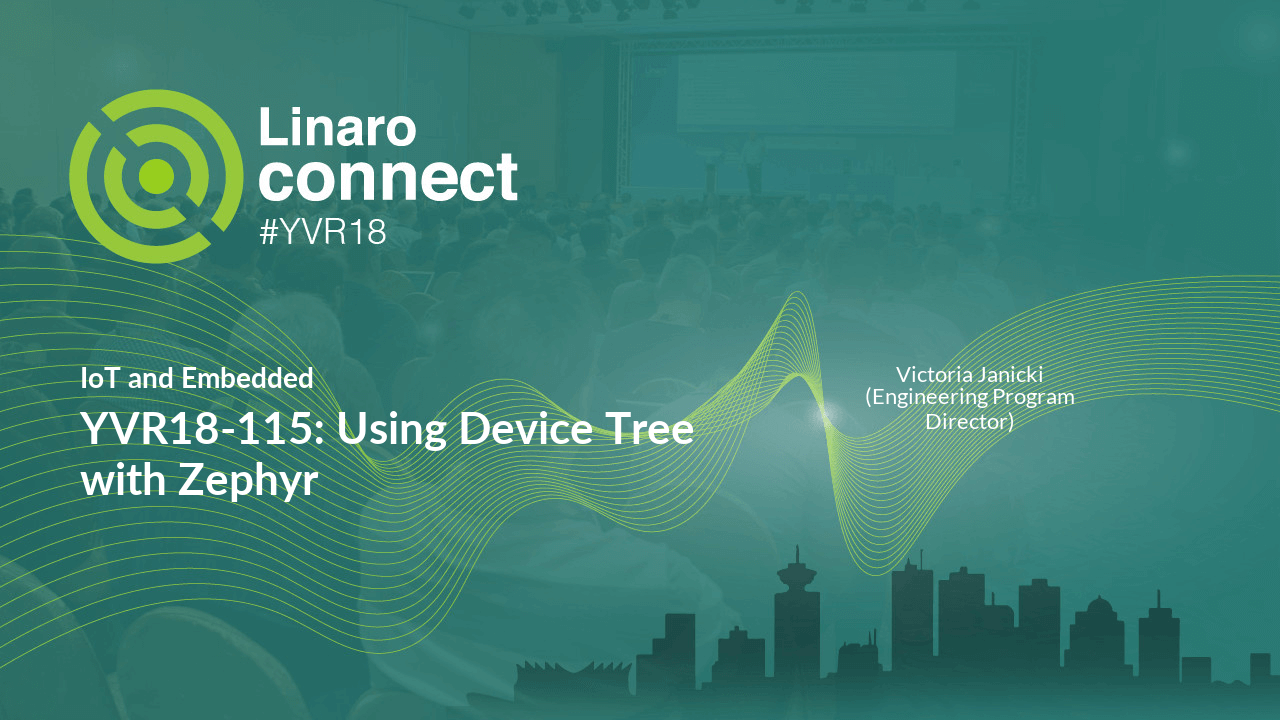 Linaro
connect
#YVR18
IoT and Embedded
YVR18-115: Using Device Tree
with Zephyr
Victoria Janicki
(Engineering Program
Director)